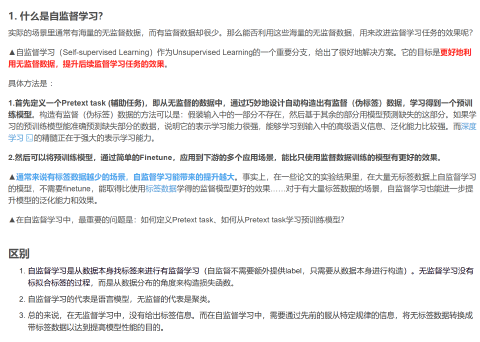 1. 什么是自监督学习？
实际的场景里通常有海量的无监督数据，而有监督数据却很少。那么能否利用这些海量的无监督数据，用来改进监督学习任务的效果呢？
▲自监督学习（Self-supervised Learning）作为Unsupervised Learning的一个重要分支，给出了很好地解决方案。它的目标是更好地利
用无监督数据，提升后续监督学习任务的效果。
具体方法是：
1.首先定义一个Pretext task (辅助任务)，即从无监督的数据中，通过巧妙地设计自动构造出有监督（伪标签）数据，学习得到一个预训
练模型。构造有监督（伪标签）数据的方法可以是：假装输入中的一部分不存在，然后基于其余的部分用模型预测缺失的这部分。如果学
习的预训练模型能准确预测缺失部分的数据，说明它的表示学习能力很强，能够学习到输入中的高级语义信息、泛化能力比较强。而深度
学习的精髓正在于强大的表示学习能力。
2.然后可以将预训练模型，通过简单的Finetune，应用到下游的多个应用场景，能比只使用监督数据训练的模型有更好的效果。
▲通常来说有标签数据越少的场景，自监督学习能带来的提升越大。事实上，在一些论文的实验结果里，在大量无标签数据上自监督学习
的模型，不需要finetune，能取得比使用标签数据学得的监督模型更好的效果……对于有大量标签数据的场景，自监督学习也能进一步提
升模型的泛化能力和效果。
▲在自监督学习中，最重要的问题是：如何定义Pretext task、如何从Pretext task学习预训练模型？
区别
1. 自监督学习是从数据本身找标签来进行有监督学习（自监督不需要额外提供label，只需要从数据本身进行构造）。无监督学习没有
标拟合标签的过程，而是从数据分布的角度来构造损失函数。
2. 自监督学习的代表是语言模型，无监督的代表是聚类。
3. 总的来说，在无监督学习中，没有给出标签信息。而在自监督学习中，需要通过先前的服从特定规律的信息，将无标签数据转换成
带标签数据以达到提高模型性能的目的。